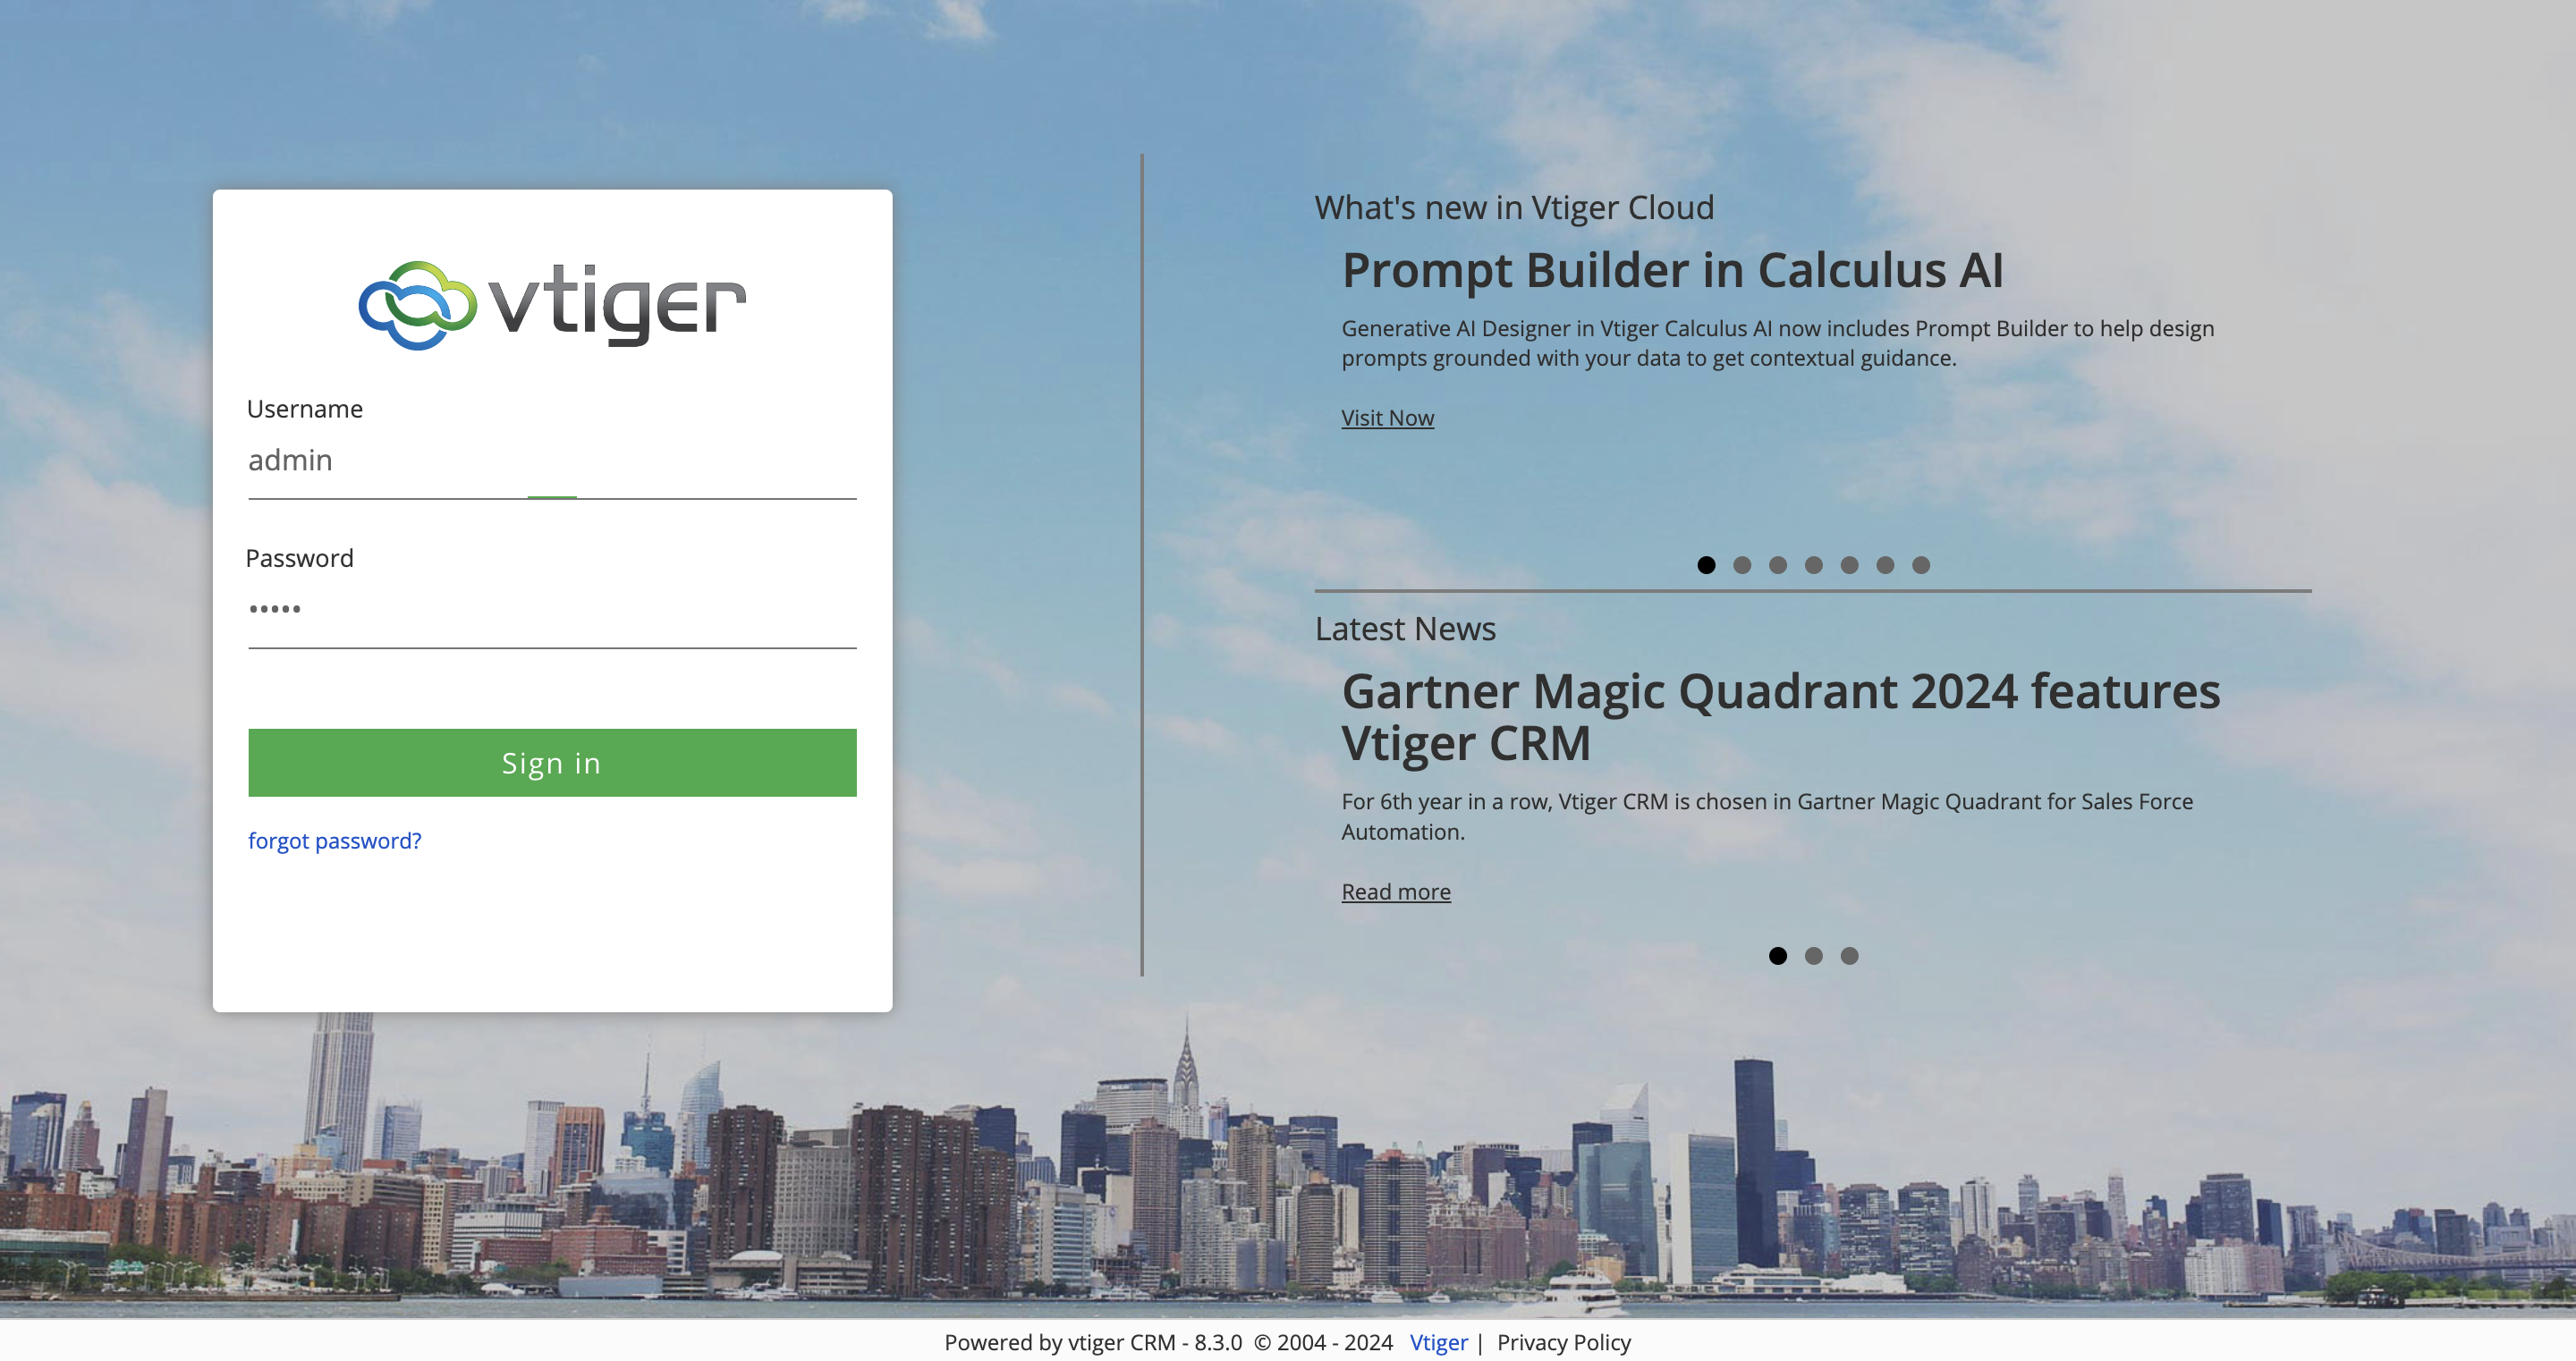 vtiger
Username
admin
Password
•••••
Sign in
forgot password?
What's new in Vtiger Cloud
Prompt Builder in Calculus AI
Generative AI Designer in Vtiger Calculus AI now includes Prompt Builder to help design
prompts grounded with your data to get contextual guidance.
Visit Now
Latest News
Gartner Magic Quadrant 2024 features
Vtiger CRM
For 6th year in a row, Vtiger CRM is chosen in Gartner Magic Quadrant for Sales Force
Automation.
Read more
Powered by vtiger CRM - 8.3.0 © 2004 - 2024 Vtiger | Privacy Policy